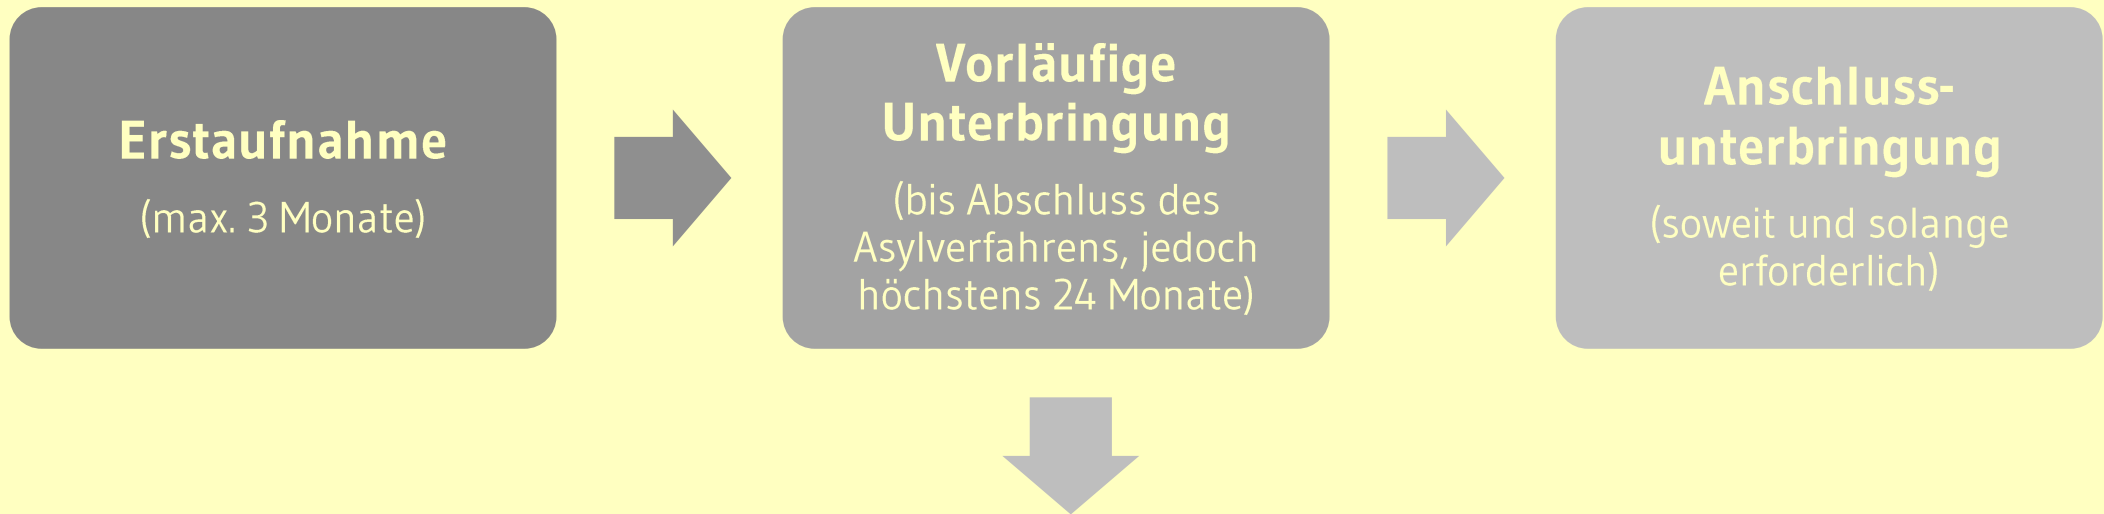 Erstaufnahme
(max. 3 Monate)
Vorläufige
Unterbringung
(bis Abschluss des
Asylverfahrens, jedoch
höchstens 24 Monate)
Anschluss-
unterbringung
(soweit und solange
erforderlich)